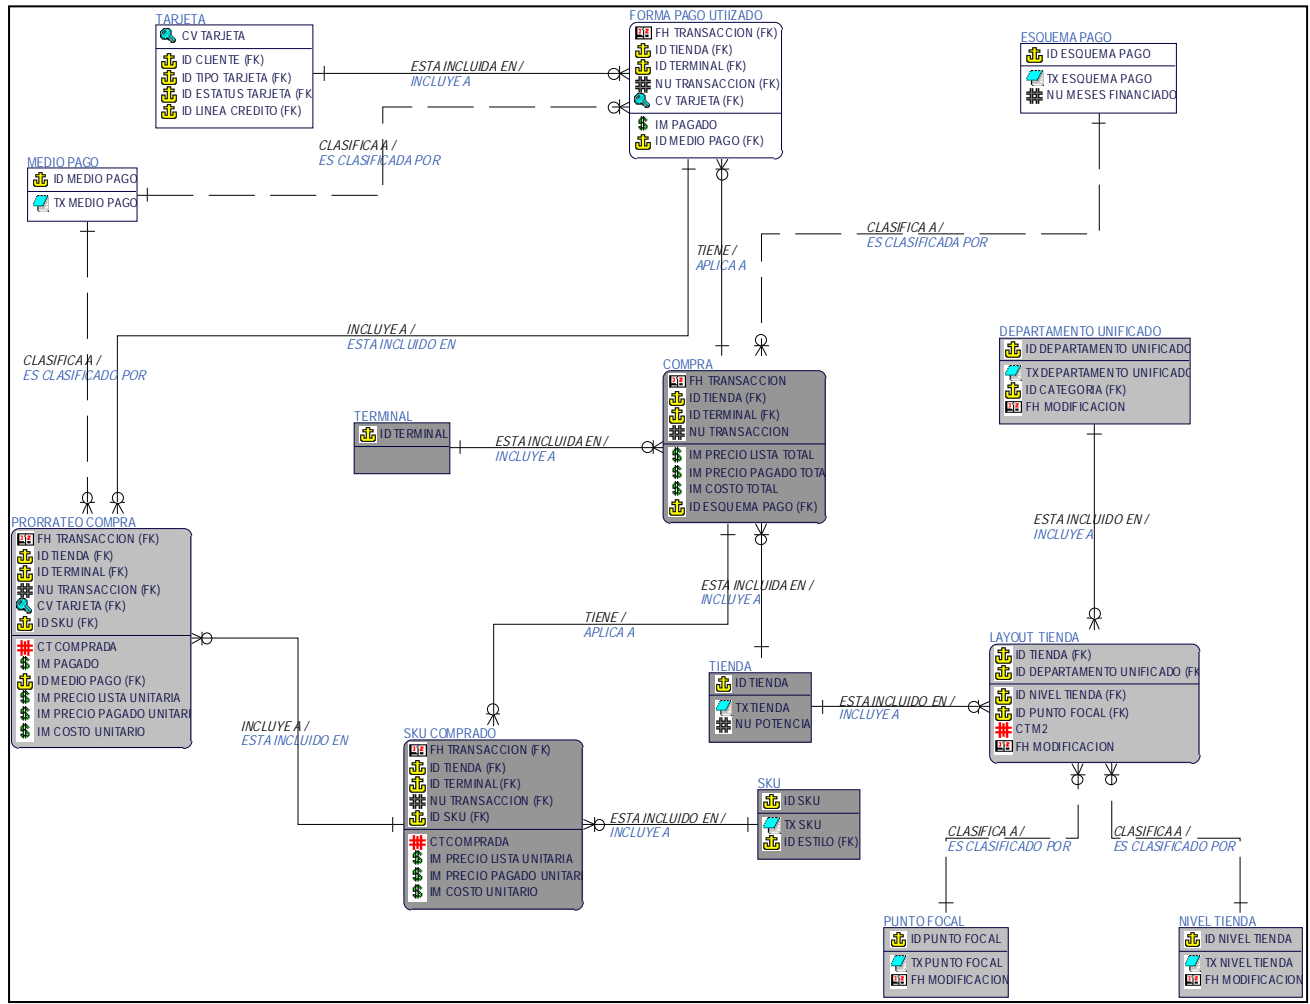 TARJETA
CV TARJETA
ID CLIENTE (FK)
ID TIPO TARJETA (FK)
ID ESTATUS TARJETA (FK
ID LINEA CREDITO (FK)
ESTA INCLUIDA EN /
INCLUYE A
FORMA PAGO UTIIZADO
FH TRANSACCION (FK)
ID TIENDA (FK)
ID TERMINAL (FK)
NU TRANSACCION (FK)
CV TARJETA (FK)
IM PAGADO
ID MEDIO PAGO (FK)
ESQUEMA PAGO
ID ESQUEMA PAGO
TX ESQUEMA PAGO
NU MESES FINANCIADO
CLASIFICA A /
ES CLASIFICADA POR
MEDIO PAGO
ID MEDIO PAGO
TX MEDIO PAGO
CLASIFICA A /
ES CLASIFICADA POR
TIENE /
APLICA A
INCLUYE A /
ESTA INCLUIDO EN
CLASIFICA A /
ES CLASIFICADO POR
DEPARTAMENTO UNIFICADO
ID DEPARTAMENTO UNIFICADO
TX DEPARTAMENTO UNIFICADO
ID CATEGORIA (FK)
FH MODIFICACION
COMPRA
FH TRANSACCION
ID TIENDA (FK)
ID TERMINAL (FK)
NU TRANSACCION
IM PRECIO LISTA TOTAL
IM PRECIO PAGADO TOTA
IM COSTO TOTAL
ID ESQUEMA PAGO (FK)
TERMINAL
ID TERMINAL
ESTA INCLUIDA EN /
INCLUYE A
PRORRATEO COMPRA
FH TRANSACCION (FK)
ID TIENDA (FK)
ID TERMINAL (FK)
NU TRANSACCION (FK)
CV TARJETA (FK)
ID SKU (FK)
CT COMPRADA
IM PAGADO
ID MEDIO PAGO (FK)
IM PRECIO LISTA UNITARIA
IM PRECIO PAGADO UNITARI
IM COSTO UNITARIO
ESTA INCLUIDO EN /
INCLUYE A
ESTA INCLUIDA EN /
INCLUYE A
TIENE /
APLICA A
LAYOUT TIENDA
ID TIENDA (FK)
ID DEPARTAMENTO UNIFICADO (FK
ID NIVEL TIENDA (FK)
ID PUNTO FOCAL (FK)
CTM2
FH MODIFICACION
TIENDA
ID TIENDA
TX TIENDA
NU POTENCIA
ESTA INCLUIDO EN /
INCLUYE A
INCLUYE A /
ESTA INCLUIDO EN
SKU COMPRADO
FH TRANSACCION (FK)
ID TIENDA (FK)
ID TERMINAL (FK)
NU TRANSACCION (FK)
ID SKU (FK)
CT COMPRADA
IM PRECIO LISTA UNITARIA
IM PRECIO PAGADO UNITARI
IM COSTO UNITARIO
ESTA INCLUIDO EN /
INCLUYE A
SKU
ID SKU
TX SKU
ID ESTILO (FK)
CLASIFICA A /
ES CLASIFICADO POR
CLASIFICA A /
ES CLASIFICADO POR
PUNTO FOCAL
ID PUNTO FOCAL
TX PUNTO FOCAL
FH MODIFICACION
NIVEL TIENDA
ID NIVEL TIENDA
TX NIVEL TIENDA
FH MODIFICACION